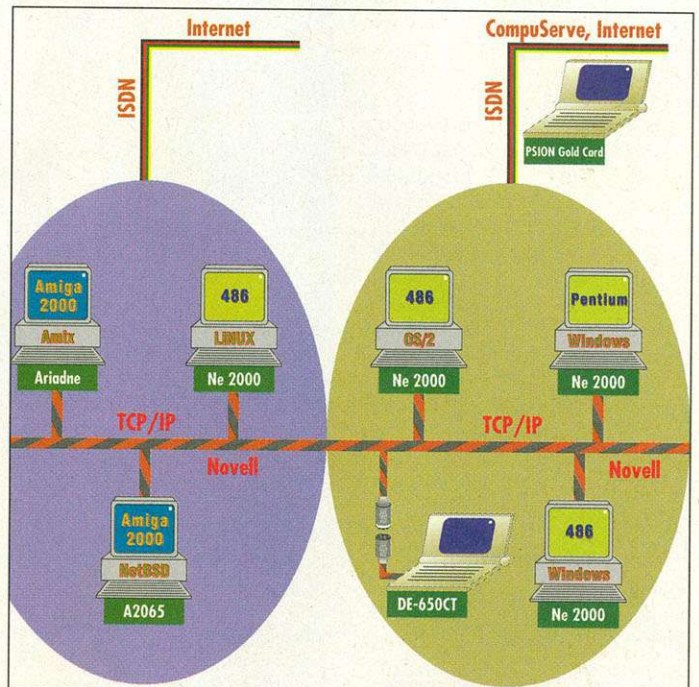 Internet
CompuServe, Internet
ISDN
ISDN
PSION Gold Card
Amiga
2000
Amix
Ariadne
486
LINUX
Ne 2000
486
OS/2
Ne 2000
Pentium
Windows
Ne 2000
TCP/IP
TCP/IP
Novell
Novell
Amiga
2000
NetBSD
A2065
DE-650CT
486
Windows
Ne 2000